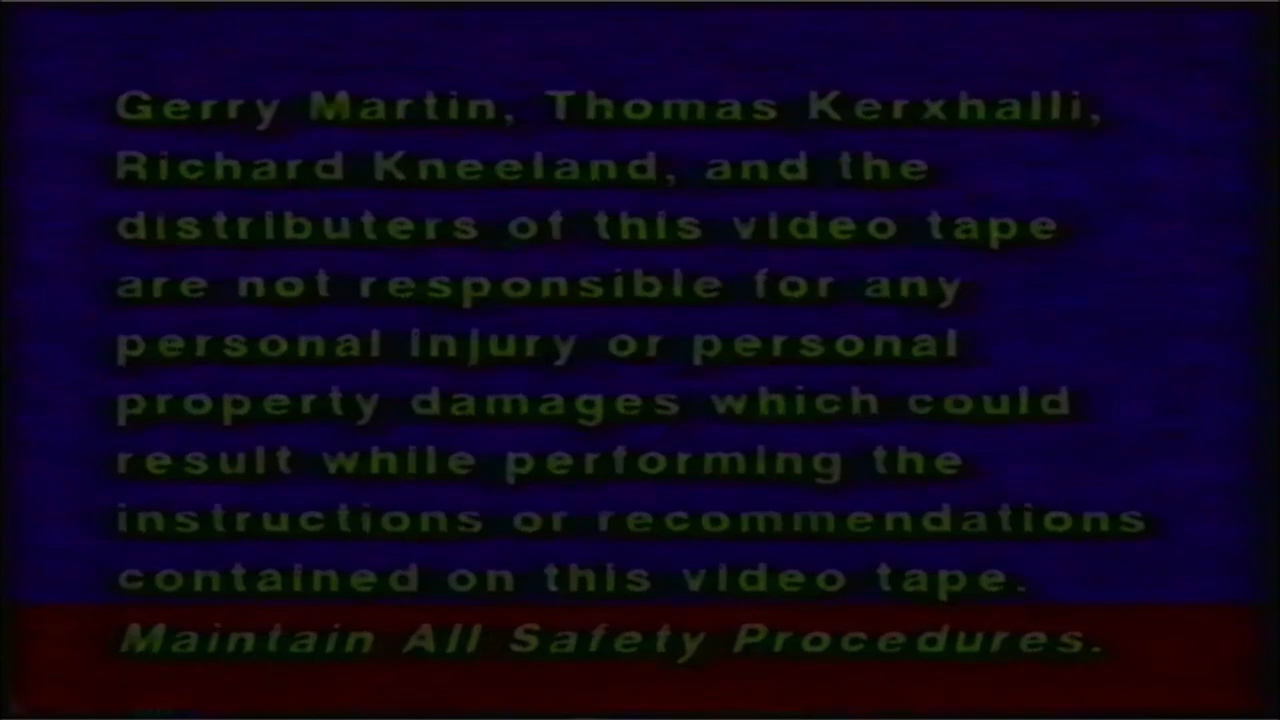 Gerry Martin, Thomas Kerxhalli,
Richard Kneeland, and the
distributers of this video tape
are not responsible for any
personal injury or personal
property damages which could
result while performing the
instructions or recommendations
contained on this video tape.
Maintain All Safety Procedures.